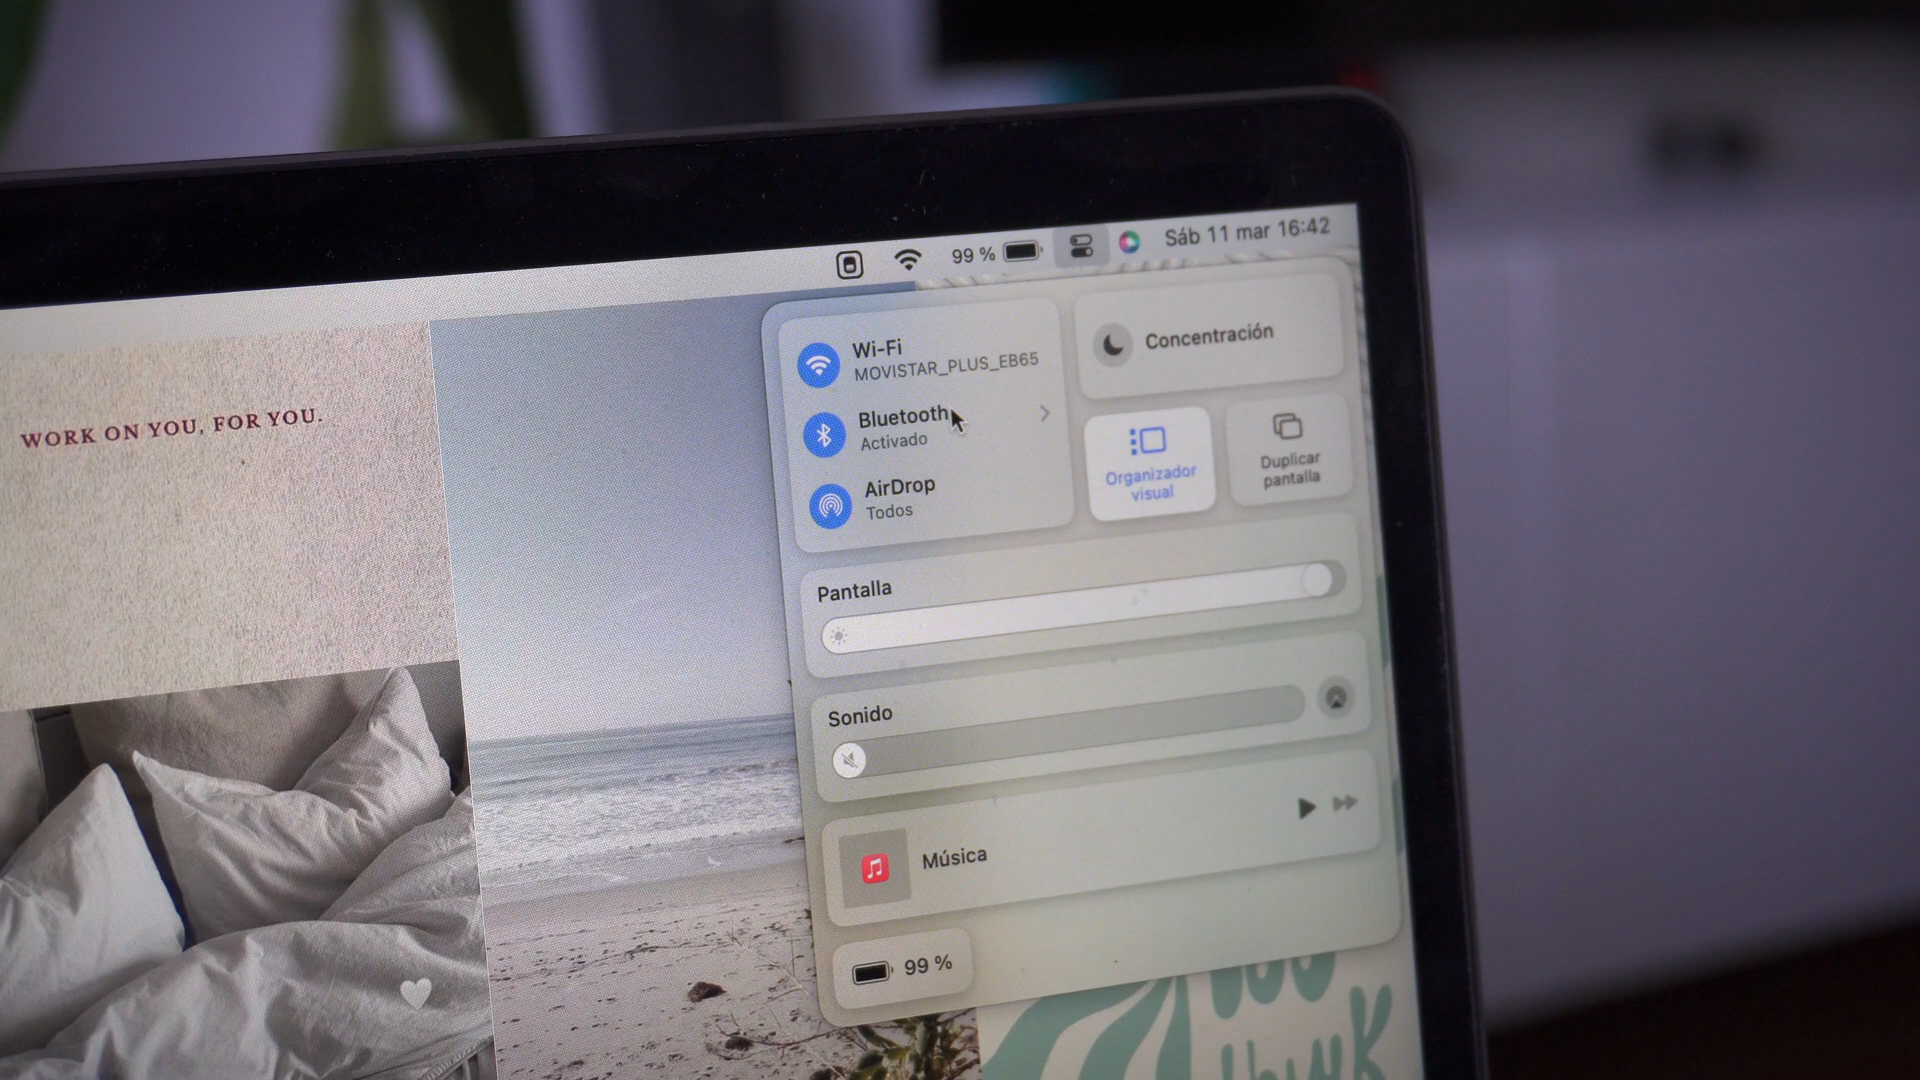 99 %
Sáb 11 mar 16:42
WORK ON YOU, FOR YOU.
Wi-Fi
MOVISTAR_PLUS_EB65
Bluetooth
Activado
AirDrop
Todos
Concentración
Organizador
visual
Duplicar
pantalla
Pantalla
Sonido
Música
99 %